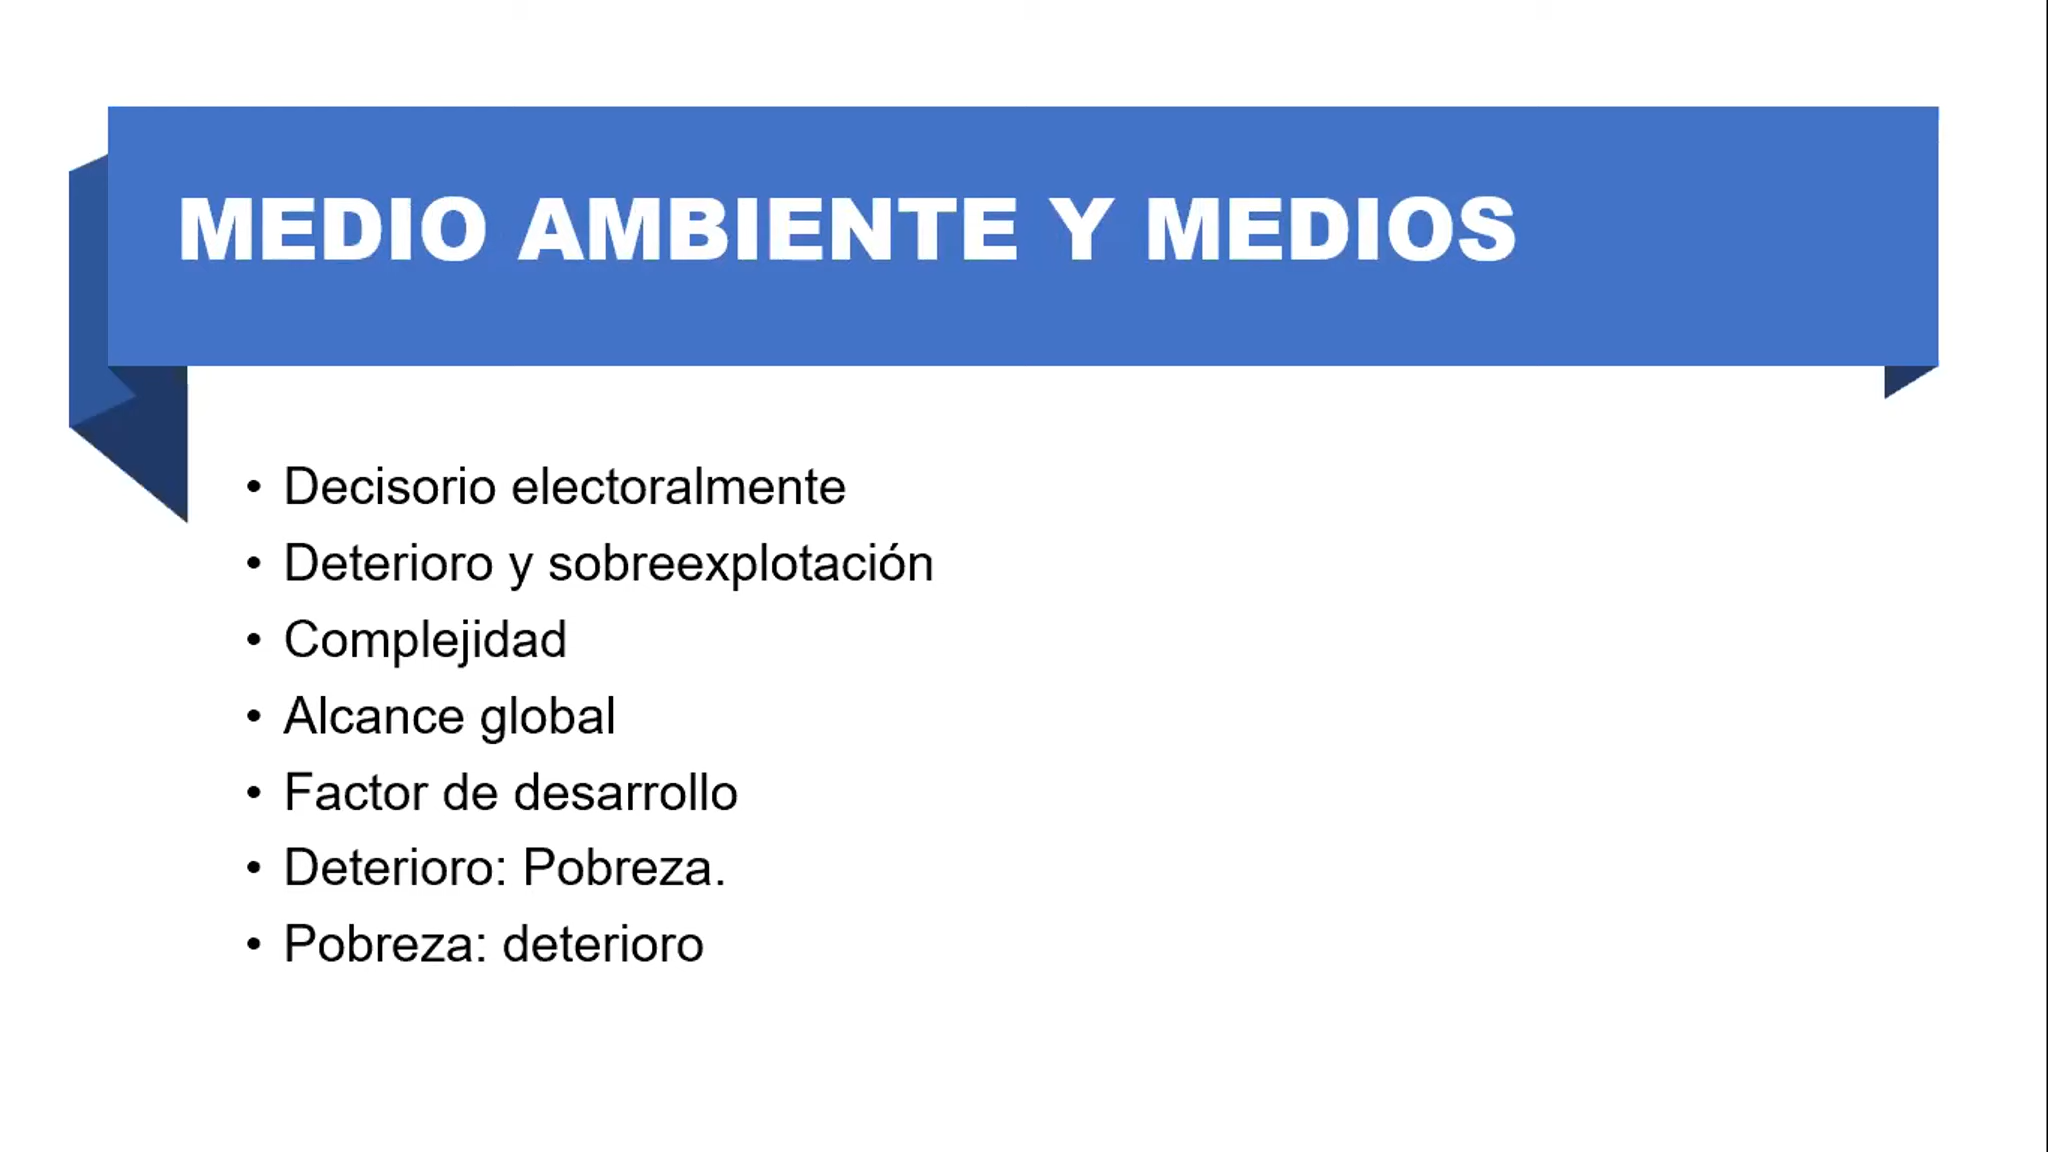 MEDIO AMBIENTE Y MEDIOS
• Decisorio electoralmente
• Deterioro y sobreexplotación
• Complejidad
• Alcance global
• Factor de desarrollo
• Deterioro: Pobreza.
• Pobreza: deterioro